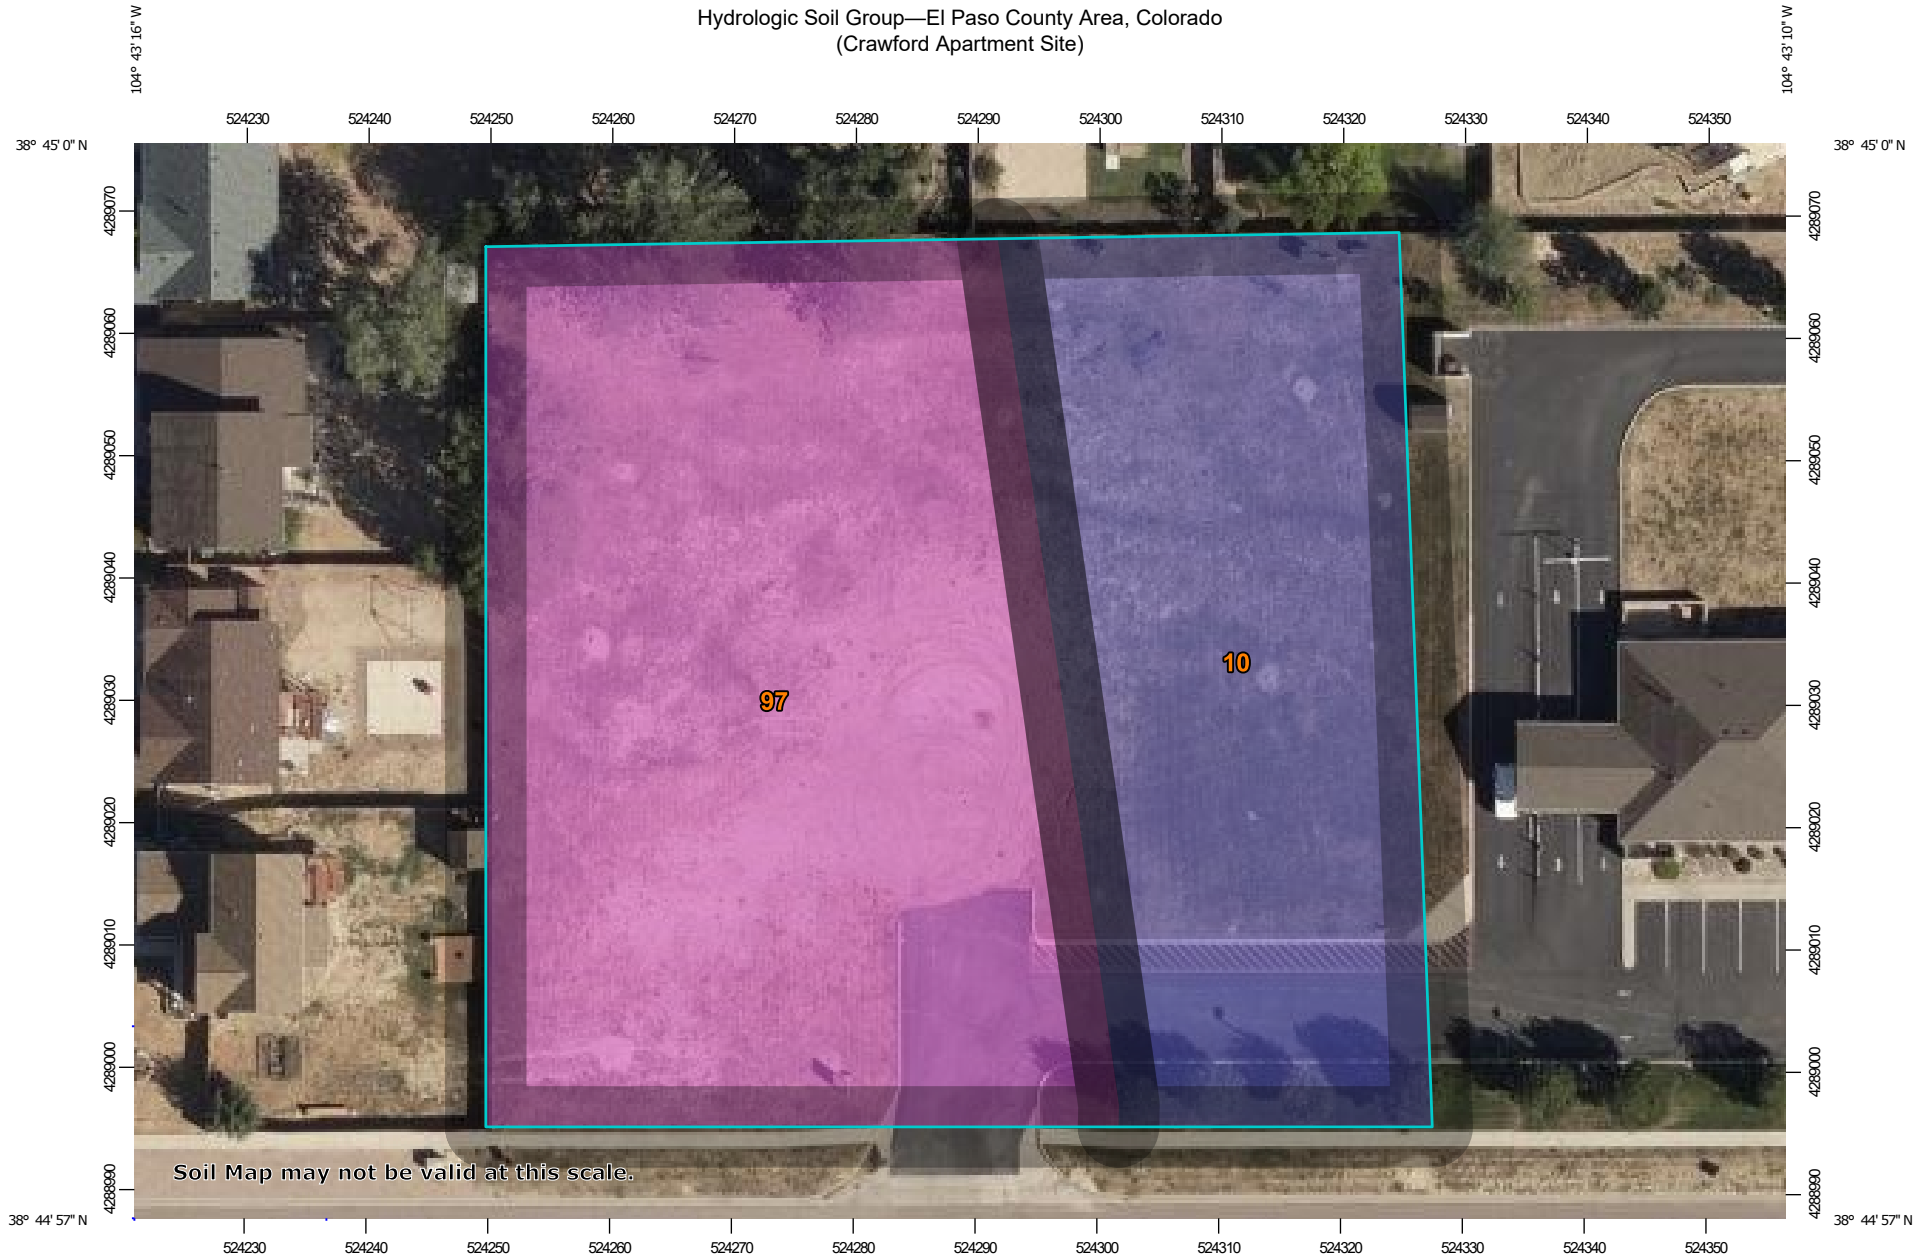 Hydrologic Soil Group—El Paso County Area, Colorado
(Crawford Apartment Site)
104° 43' 16" W
104° 43' 10" W
524230 524240 524250 524260 524270 524280 524290 524300 524310 524320 524330 524340 524350
38° 45' 0" N
38° 45' 0" N
4289070
4289060
4289050
4289040
4289030
4289020
4289010
4289000
4288990
4289070
4289060
4289050
4289040
4289030
4289020
4289010
4289000
4288990
10
97
Soil Map may not be valid at this scale.
38° 44' 57" N
38° 44' 57" N
524230 524240 524250 524260 524270 524280 524290 524300 524310 524320 524330 524340 524350